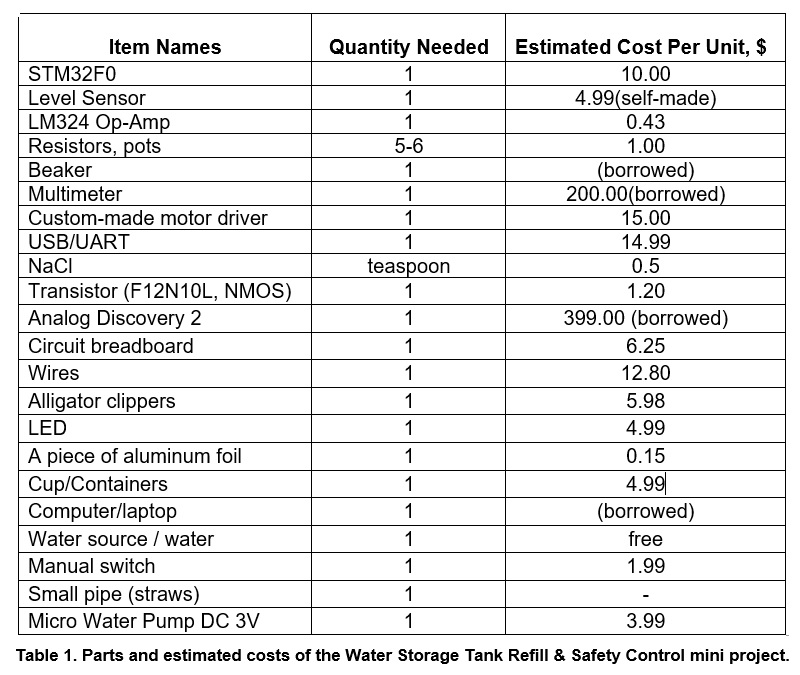 Item Names Quantity Needed Estimated Cost Per Unit, $
STM32F0 1 10.00
Level Sensor 1 4.99(self-made)
LM324 Op-Amp 1 0.43
Resistors, pots 5-6 1.00
Beaker 1 (borrowed)
Multimeter 1 200.00(borrowed)
Custom-made motor driver 1 15.00
USB/UART 1 14.99
NaCl teaspoon 0.5
Transistor (F12N10L, NMOS) 1 1.20
Analog Discovery 2 1 399.00 (borrowed)
Circuit breadboard 1 6.25
Wires 1 12.80
Alligator clippers 1 5.98
LED 1 4.99
A piece of aluminum foil 1 0.15
Cup/Containers 1 4.99
Computer/laptop 1 (borrowed)
Water source / water 1 free
Manual switch 1 1.99
Small pipe (straws) 1 -
Micro Water Pump DC 3V 1 3.99
Table 1. Parts and estimated costs of the Water Storage Tank Refill & Safety Control mini project.